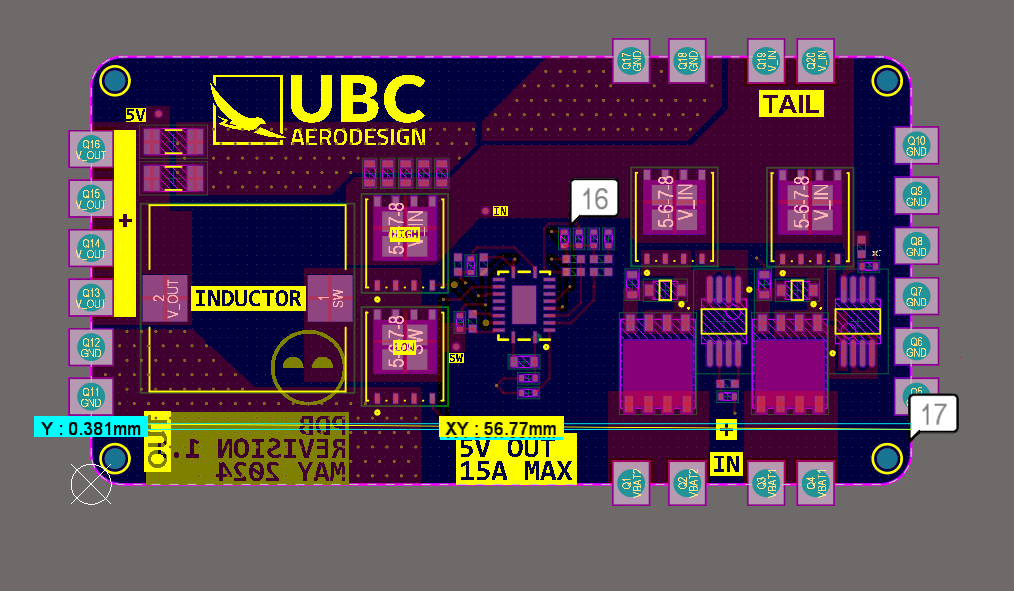 Q17
GND
Q18
GND
Q19
V_IN
Q20
V_IN
UBC
AERODESIGN
TAIL
5V
Q16
V_OUT
Q15
V_OUT
Q14
V_OUT
Q13
V_OUT
Q12
GND
Q11
GND
+
2
V_OUT
INDUCTOR
1
SW
5-6-7-8
HIGH
5-6-7-8
SW
LOW
IN
SW
16
5-6-7-8
V_IN
5-6-7-8
V_IN
Q10
GND
Q9
GND
Q8
GND
Q7
GND
Q6
GND
Q5
17
Y : 0.381mm
XY : 56.77mm
OUT
PDB
REVISION 1.
MAY 2024
5V OUT
15A MAX
+
IN
Q1
VBAT2
Q2
VBAT2
Q3
VBAT1
Q4
VBAT1